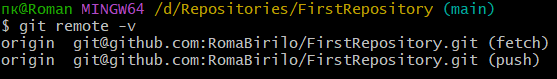 пк@Roman MINGW64 /d/Repositories/FirstRepository (main)
$ git remote -v
origin  git@github.com:RomaBirilo/FirstRepository.git (fetch)
origin  git@github.com:RomaBirilo/FirstRepository.git (push)